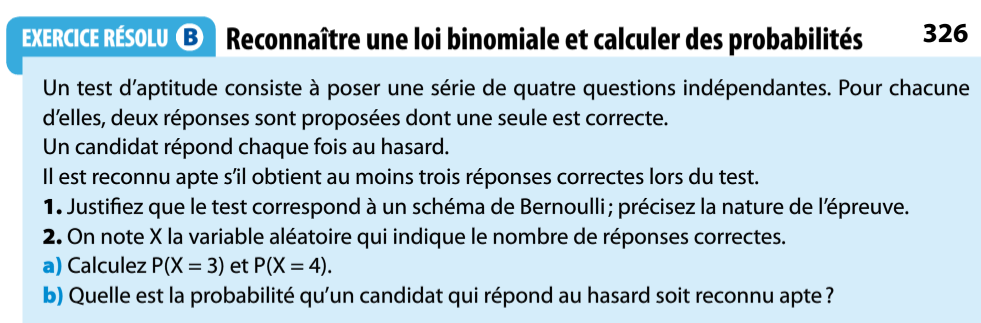 EXERCICE RÉSOLU B Reconnaître une loi binomiale et calculer des probabilités 326
Un test d’aptitude consiste à poser une série de quatre questions indépendantes. Pour chacune
d’elles, deux réponses sont proposées dont une seule est correcte.
Un candidat répond chaque fois au hasard.
Il est reconnu apte s’il obtient au moins trois réponses correctes lors du test.
1. Justifiez que le test correspond à un schéma de Bernoulli ; précisez la nature de l’épreuve.
2. On note X la variable aléatoire qui indique le nombre de réponses correctes.
a) Calculez P(X = 3) et P(X = 4).
b) Quelle est la probabilité qu’un candidat qui répond au hasard soit reconnu apte ?